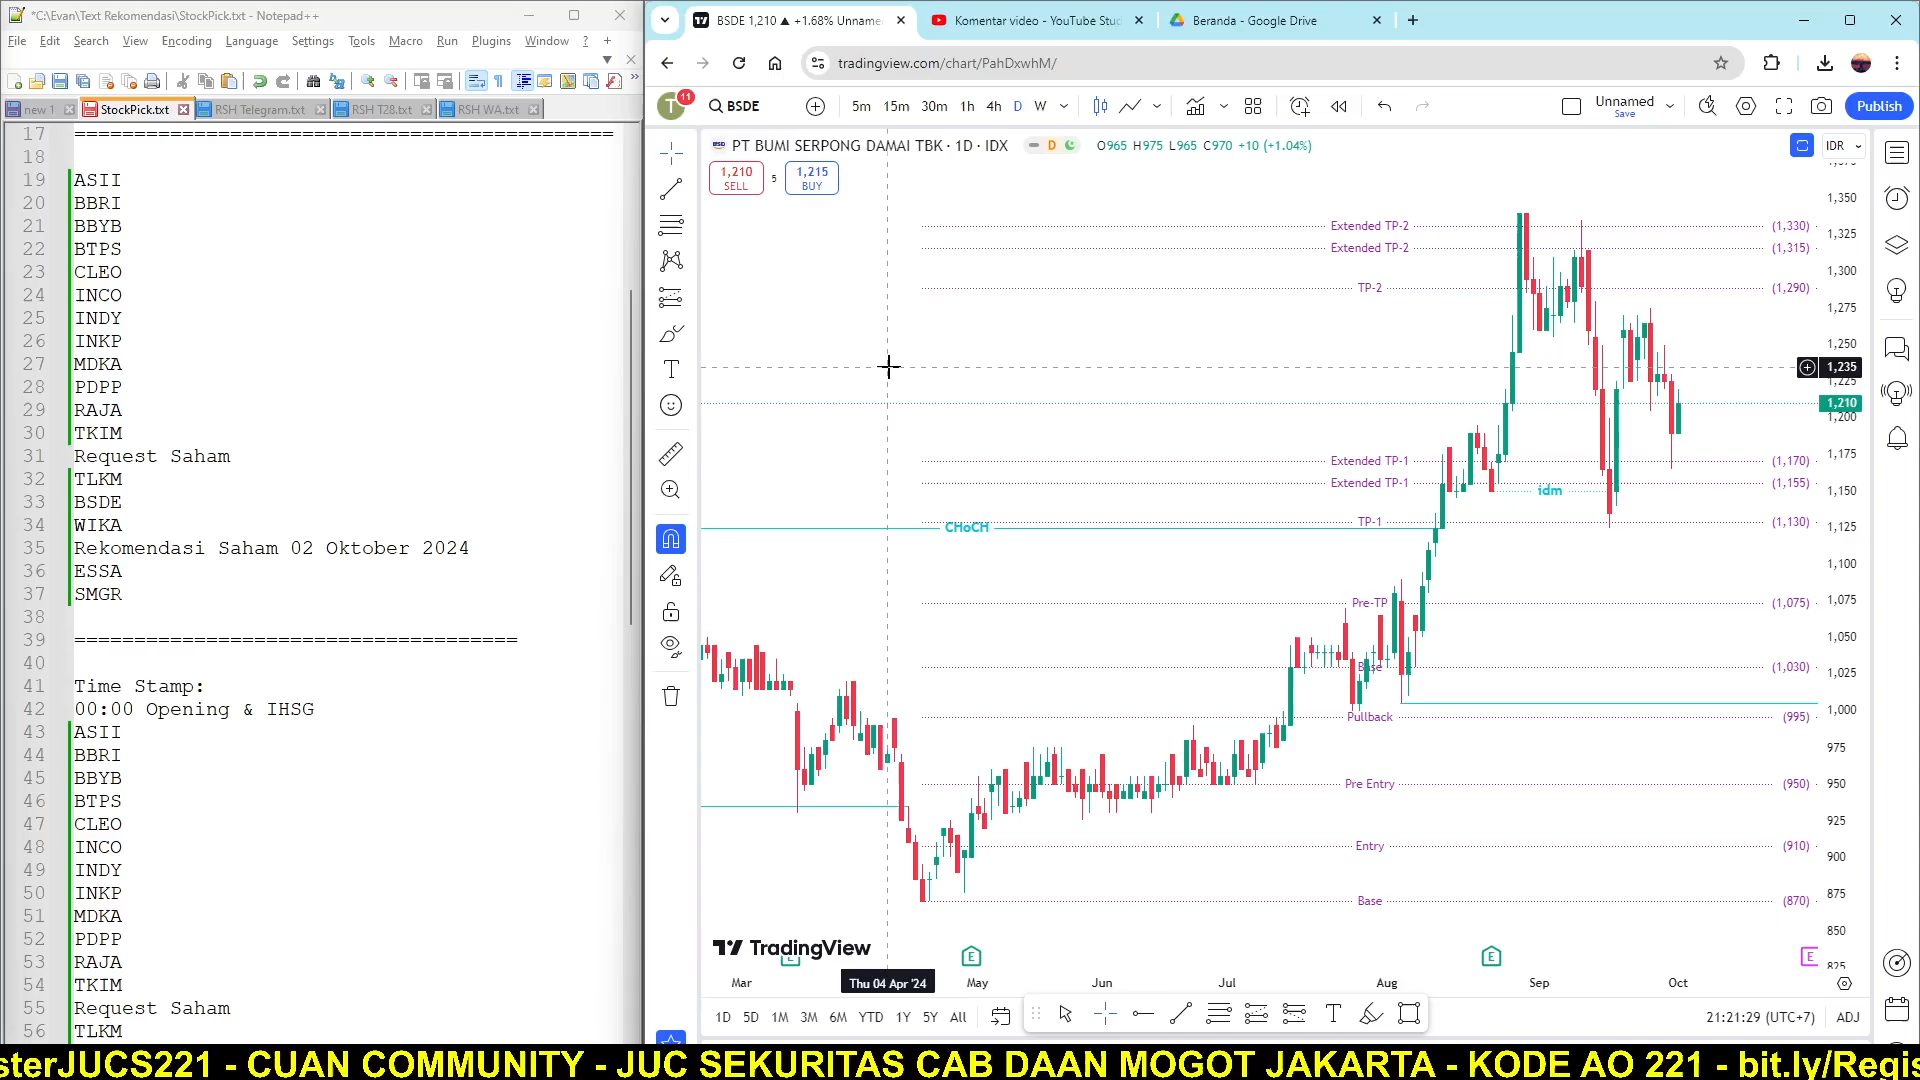 *C:\Evan\Text Rekomendasi\StockPick.txt - Notepad++
File Edit Search View Encoding Language Settings Tools Macro Run Plugins Window ? +
new 1 StockPick.txt RSH Telegram.txt RSH T28.txt RSH WA.txt
17 =============================================
18
19 ASII
20 BBRI
21 BBYB
22 BTPS
23 CLEO
24 INCO
25 INDY
26 INKP
27 MDKA
28 PDPP
29 RAJA
30 TKIM
31 Request Saham
32 TLKM
33 BSDE
34 WIKA
35 Rekomendasi Saham 02 Oktober 2024
36 ESSA
37 SMGR
38
39 =====================================
40
41 Time Stamp:
42 00:00 Opening & IHSG
43 ASII
44 BBRI
45 BBYB
46 BTPS
47 CLEO
48 INCO
49 INDY
50 INKP
51 MDKA
52 PDPP
53 RAJA
54 TKIM
55 Request Saham
56 TLKM
BSDE 1,210 ▲ +1.68% Unname
Komentar video - YouTube Stud
Beranda - Google Drive
tradingview.com/chart/PahDxwhM/
T 11 BSDE 5m 15m 30m 1h 4h D W Unnamed Save Publish
PT BUMI SERPONG DAMAI TBK · 1D · IDX D O965 H975 L965 C970 +10 (+1.04%) IDR
1,210 SELL 5 1,215 BUY
1,350
Extended TP-2 (1,330)
1,325
Extended TP-2 (1,315)
1,300
TP-2 (1,290)
1,275
1,250
1,235
1,225
1,210
1,200
1,175
Extended TP-1 (1,170)
Extended TP-1 (1,155)
idm 1,150
TP-1 (1,130)
CHoCH 1,125
1,100
Pre-TP (1,075)
1,075
1,050
Base (1,030)
1,025
1,000
Pullback (995)
975
Pre Entry (950)
950
925
Entry (910)
900
875
Base (870)
850
825
TradingView
E E E E
Mar Thu 04 Apr '24 May Jun Jul Aug Sep Oct
1D 5D 1M 3M 6M YTD 1Y 5Y All 21:21:29 (UTC+7) ADJ
sterJUCS221 - CUAN COMMUNITY - JUC SEKURITAS CAB DAAN MOGOT JAKARTA - KODE AO 221 - bit.ly/Regis